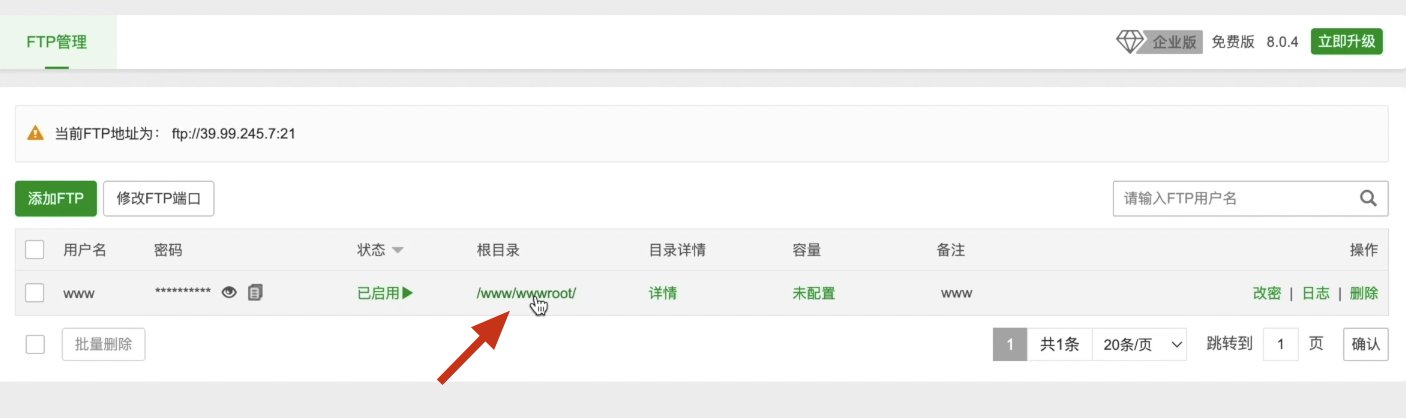 FTP管理
企业版 免费版 8.0.4 立即升级
当前FTP地址为： ftp://39.99.245.7:21
添加FTP 修改FTP端口 请输入FTP用户名
用户名 密码 状态 根目录 目录详情 容量 备注 操作
www ********** 已启用 /www/wwwroot/ 详情 未配置 www 改密 | 日志 | 删除
批量删除 1 共1条 20条/页 跳转到 1 页 确认